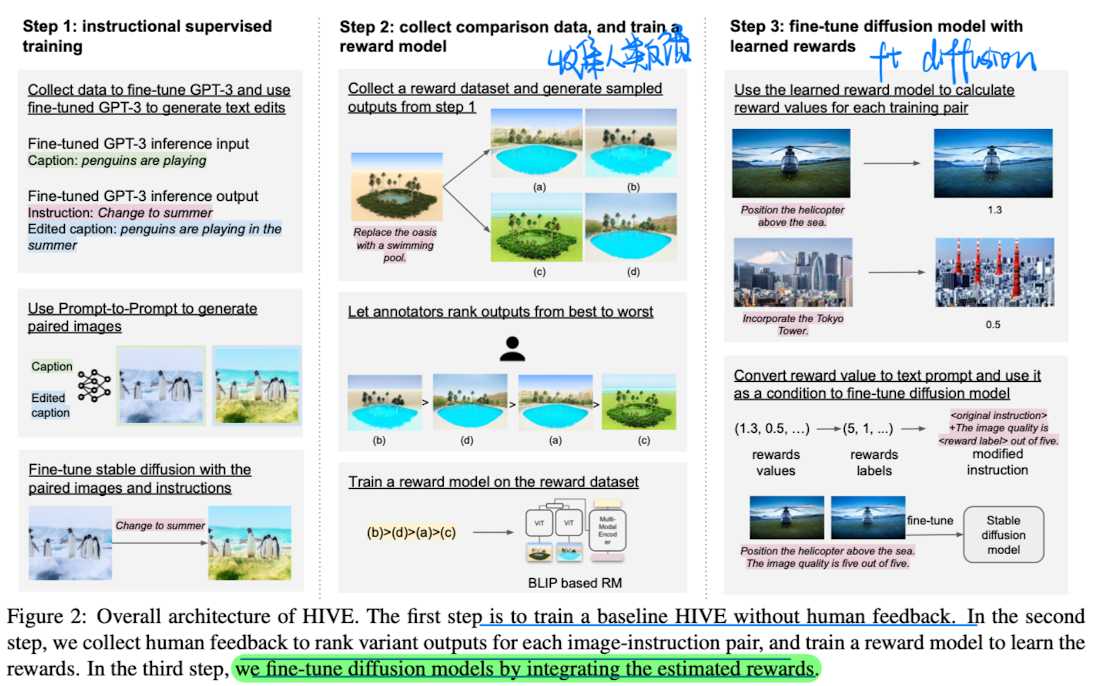 Step 1: instructional supervised
training
Collect data to fine-tune GPT-3 and use
fine-tuned GPT-3 to generate text edits
Fine-tuned GPT-3 inference input
Caption: penguins are playing
Fine-tuned GPT-3 inference output
Instruction: Change to summer
Edited caption: penguins are playing in the
summer
Use Prompt-to-Prompt to generate
paired images
Caption
Edited
caption
Fine-tune stable diffusion with the
paired images and instructions
Change to summer
Step 2: collect comparison data, and train a
reward model
收集人类反馈
Collect a reward dataset and generate sampled
outputs from step 1
Replace the oasis
with a swimming
pool.
(a)
(b)
(c)
(d)
Let annotators rank outputs from best to worst
> > >
(b) (d) (a) (c)
Train a reward model on the reward dataset
(b)>(d)>(a)>(c)
ViT
ViT
Multi-
Modal
Encod
er
BLIP based RM
Step 3: fine-tune diffusion model with
learned rewards
ft diffusion
Use the learned reward model to calculate
reward values for each training pair
Position the helicopter
above the sea.
1.3
Incorporate the Tokyo
Tower.
0.5
Convert reward value to text prompt and use it
as a condition to fine-tune diffusion model
(1.3, 0.5, …)
(5, 1, ...)
<original instruction>
+The image quality is
<reward label> out of five.
rewards
values
rewards
labels
modified
instruction
fine-tune
Stable
diffusion
model
Position the helicopter above the sea.
The image quality is five out of five.
Figure 2: Overall architecture of HIVE. The first step is to train a baseline HIVE without human feedback. In the second
step, we collect human feedback to rank variant outputs for each image-instruction pair, and train a reward model to learn the
rewards. In the third step, we fine-tune diffusion models by integrating the estimated rewards.